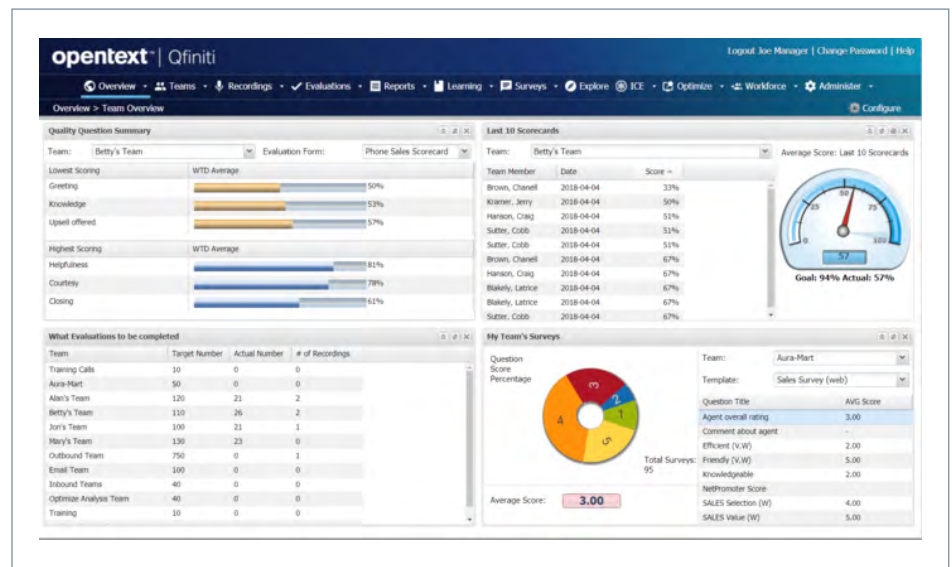 opentext™ | Qfiniti
Logout Joe Manager | Change Password | Help
Overview Teams Recordings Evaluations Reports Learning Surveys Explore ICE Optimize Workforce Administer
Overview > Team Overview
Configure
Quality Question Summary
Team: Betty's Team Evaluation Form: Phone Sales Scorecard
Lowest Scoring WTD Average
Greeting 50%
Knowledge 53%
Upsell offered 57%
Highest Scoring WTD Average
Helpfulness 81%
Courtesy 78%
Closing 61%
Last 10 Scorecards
Team: Betty's Team
Team Member Date Score
Brown, Chanell 2018-04-04 33%
Kramer, Jerry 2018-04-04 50%
Hanson, Craig 2018-04-04 51%
Sutter, Cobb 2018-04-04 51%
Sutter, Cobb 2018-04-04 51%
Brown, Chanell 2018-04-04 67%
Hanson, Craig 2018-04-04 67%
Blakely, Latrice 2018-04-04 67%
Blakely, Latrice 2018-04-04 67%
Sutter, Cobb 2018-04-04 67%
Average Score: Last 10 Scorecards
0 25 50 75 100
57
Goal: 94% Actual: 57%
What Evaluations to be completed
Team Target Number Actual Number # of Recordings
Training Calls 10 0 0
Aura-Mart 50 0 0
Alan's Team 120 21 2
Betty's Team 110 26 2
Jon's Team 100 21 1
Mary's Team 130 23 0
Outbound Team 750 0 1
Email Team 100 0 0
Inbound Teams 40 0 0
Optimize Analysis Team 40 0 0
Training 10 0 0
My Team's Surveys
Question
Score
Percentage
3
2
1
5
4
Total Surveys:
95
Average Score: 3.00
Team: Aura-Mart
Template: Sales Survey (web)
Question Title AVG Score
Agent overall rating 3.00
Comment about agent -
Efficient (V,W) 2.00
Friendly (V,W) 5.00
Knowledgeable 2.00
NetPromoter Score
SALES Selection (W) 4.00
SALES Value (W) 5.00